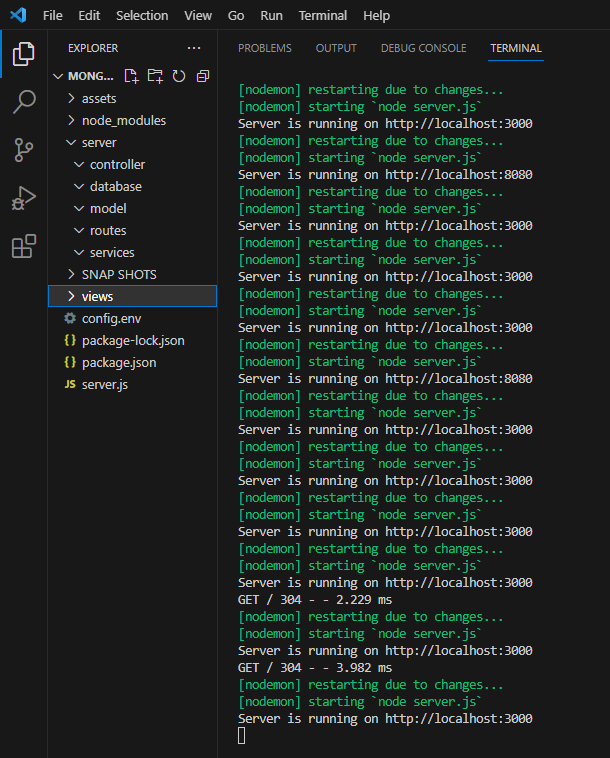 File Edit Selection View Go Run Terminal Help
EXPLORER ...
MONG...
assets
node_modules
server
controller
database
model
routes
services
SNAP SHOTS
views
config.env
{} package-lock.json
{} package.json
JS server.js
PROBLEMS OUTPUT DEBUG CONSOLE TERMINAL
[nodemon] restarting due to changes...
[nodemon] starting `node server.js`
Server is running on http://localhost:3000
[nodemon] restarting due to changes...
[nodemon] starting `node server.js`
Server is running on http://localhost:8080
[nodemon] restarting due to changes...
[nodemon] starting `node server.js`
Server is running on http://localhost:3000
[nodemon] restarting due to changes...
[nodemon] starting `node server.js`
Server is running on http://localhost:3000
[nodemon] restarting due to changes...
[nodemon] starting `node server.js`
Server is running on http://localhost:3000
[nodemon] restarting due to changes...
[nodemon] starting `node server.js`
Server is running on http://localhost:8080
[nodemon] restarting due to changes...
[nodemon] starting `node server.js`
Server is running on http://localhost:3000
[nodemon] restarting due to changes...
[nodemon] starting `node server.js`
Server is running on http://localhost:3000
[nodemon] restarting due to changes...
[nodemon] starting `node server.js`
Server is running on http://localhost:3000
[nodemon] restarting due to changes...
[nodemon] starting `node server.js`
Server is running on http://localhost:3000
GET / 304 - - 2.229 ms
[nodemon] restarting due to changes...
[nodemon] starting `node server.js`
Server is running on http://localhost:3000
GET / 304 - - 3.982 ms
[nodemon] restarting due to changes...
[nodemon] starting `node server.js`
Server is running on http://localhost:3000